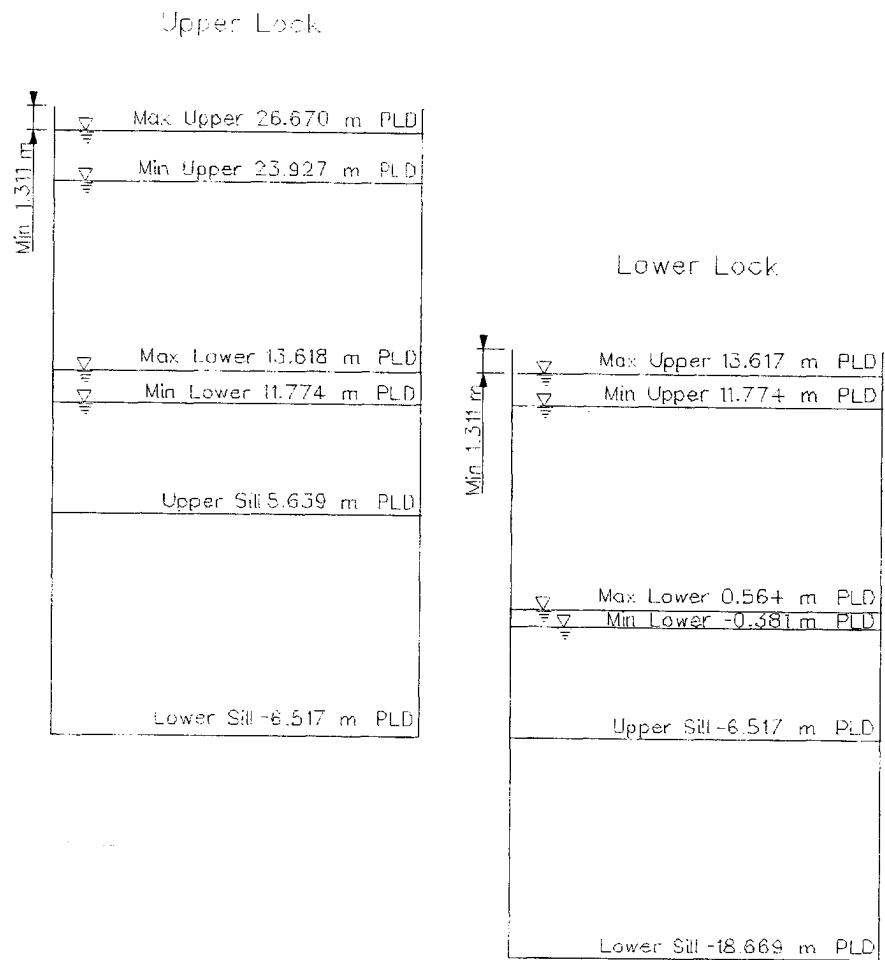 Upper Lock
Max Upper 26.670 m PLD
Min Upper 23.927 m PLD
Min 1.311 m
Max Lower 13.618 m PLD
Min Lower 11.774 m PLD
Upper Sill 5.639 m PLD
Lower Sill -6.517 m PLD
Lower Lock
Max Upper 13.617 m PLD
Min Upper 11.774 m PLD
Min 1.311 m
Max Lower 0.564 m PLD
Min Lower -0.381 m PLD
Upper Sill -6.517 m PLD
Lower Sill -18.669 m PLD